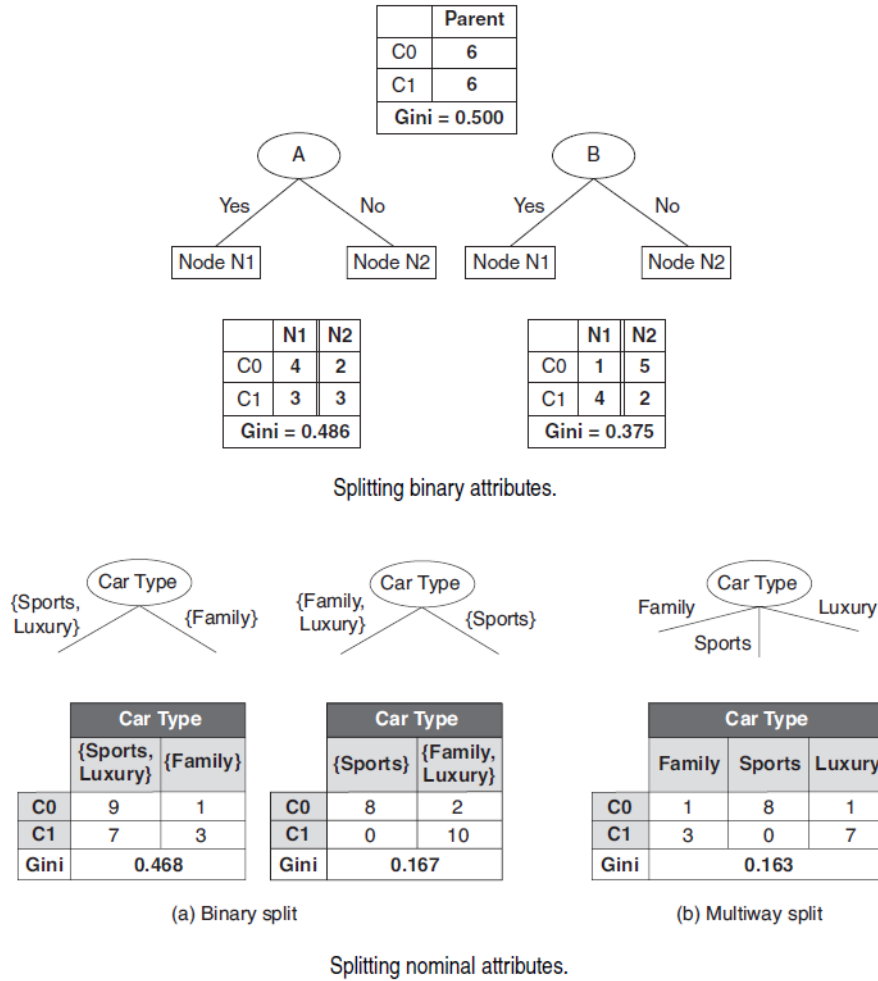 Parent
C0 6
C1 6
Gini = 0.500
A B
Yes No Yes No
Node N1 Node N2 Node N1 Node N2
N1 N2 N1 N2
C0 4 2 C0 1 5
C1 3 3 C1 4 2
Gini = 0.486 Gini = 0.375
Splitting binary attributes.
Car Type Car Type Car Type
{Sports, Luxury} {Family} {Family, Luxury} {Sports} Family Sports Luxury
Car Type Car Type Car Type
{Sports, Luxury} {Family} {Sports} {Family, Luxury} Family Sports Luxury
C0 9 1 C0 8 2 C0 1 8 1
C1 7 3 C1 0 10 C1 3 0 7
Gini 0.468 Gini 0.167 Gini 0.163
(a) Binary split (b) Multiway split
Splitting nominal attributes.